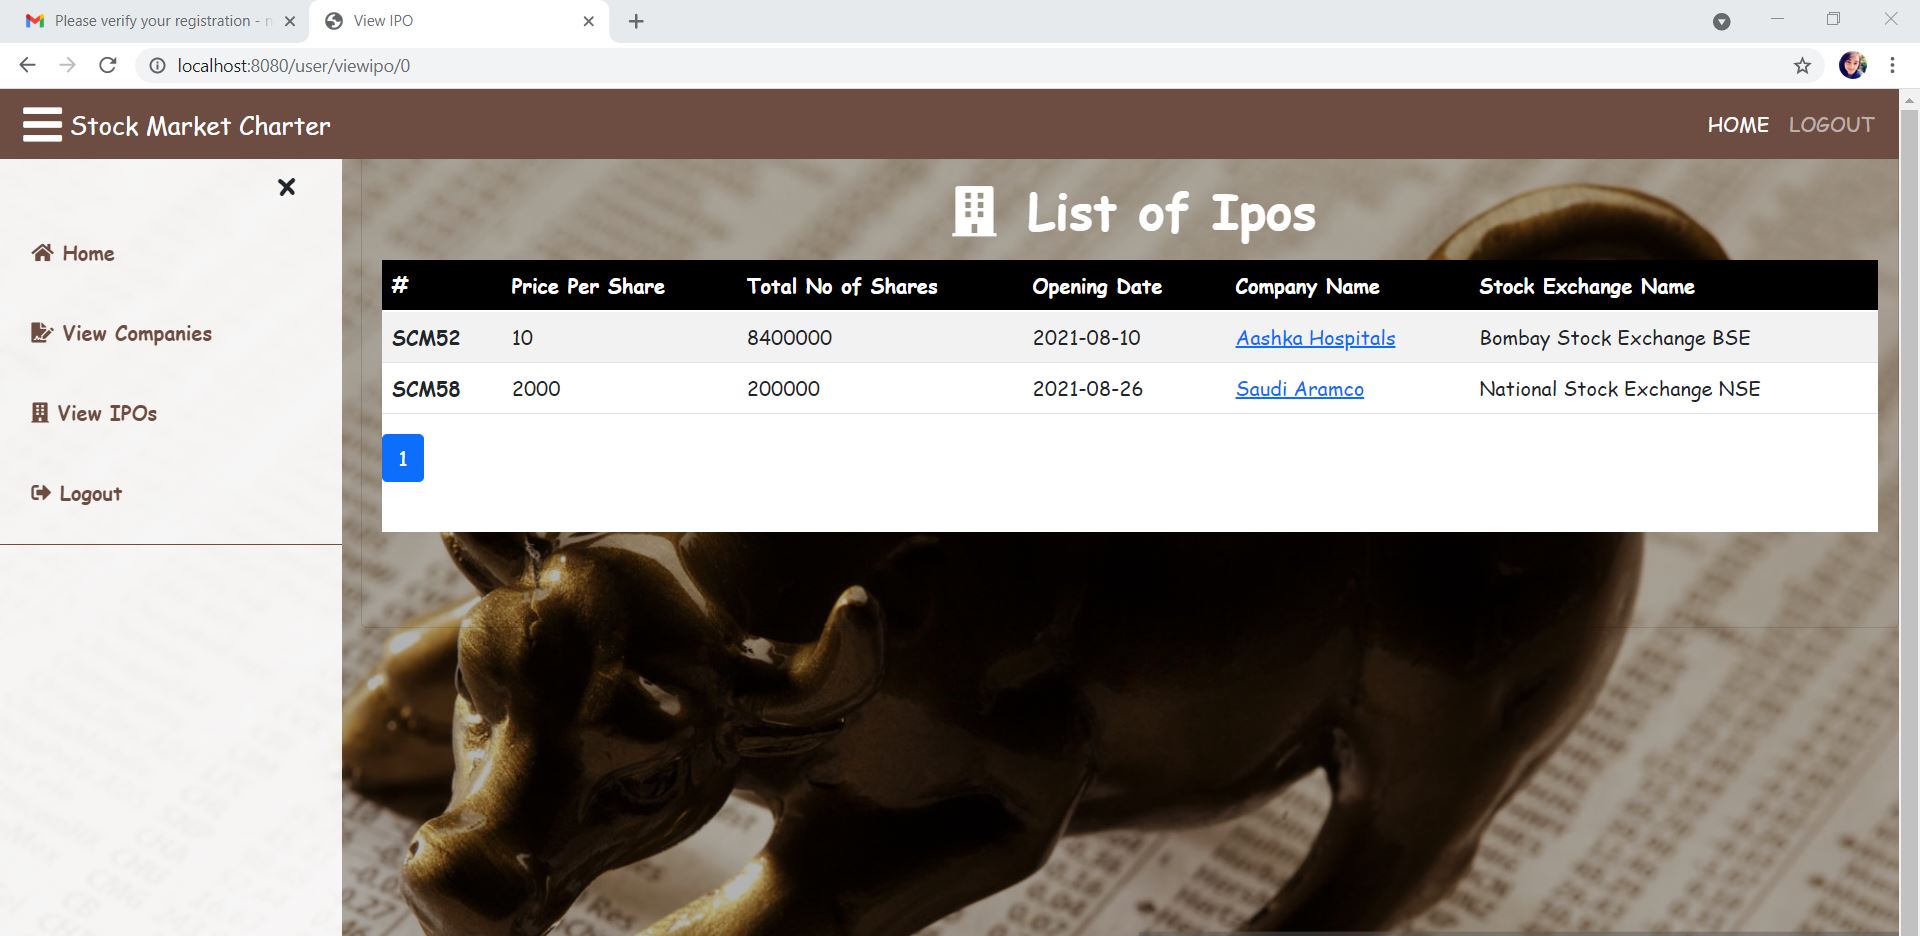 Please verify your registration - n
View IPO
localhost:8080/user/viewipo/0
Stock Market Charter
HOME LOGOUT
Home
View Companies
View IPOs
Logout
List of Ipos
# Price Per Share Total No of Shares Opening Date Company Name Stock Exchange Name
SCM52 10 8400000 2021-08-10 Aashka Hospitals Bombay Stock Exchange BSE
SCM58 2000 200000 2021-08-26 Saudi Aramco National Stock Exchange NSE
1